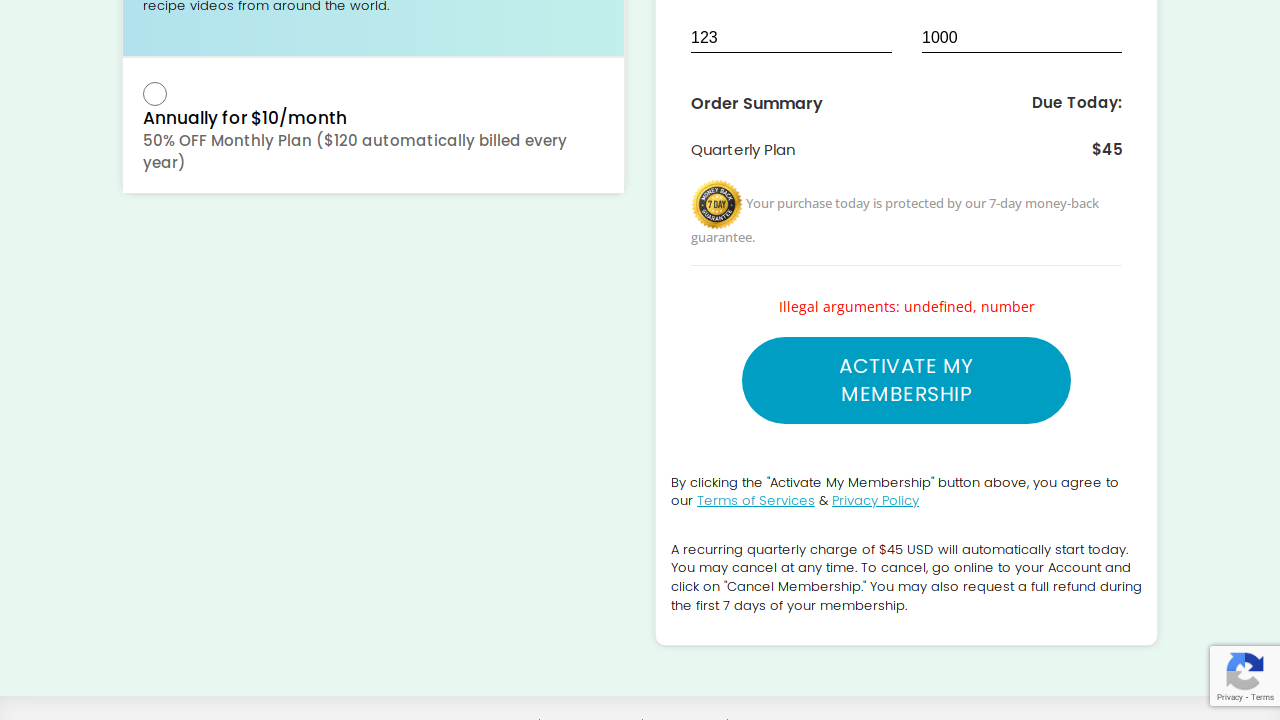 recipe videos from around the world.
Annually for $10/month
50% OFF Monthly Plan ($120 automatically billed every
year)
123
1000
Order Summary
Due Today:
Quarterly Plan
$45
MONEY BACK
7 DAY
GUARANTEE
Your purchase today is protected by our 7-day money-back
guarantee.
Illegal arguments: undefined, number
ACTIVATE MY
MEMBERSHIP
By clicking the "Activate My Membership" button above, you agree to
our Terms of Services & Privacy Policy
A recurring quarterly charge of $45 USD will automatically start today.
You may cancel at any time. To cancel, go online to your Account and
click on "Cancel Membership." You may also request a full refund during
the first 7 days of your membership.
Privacy - Terms